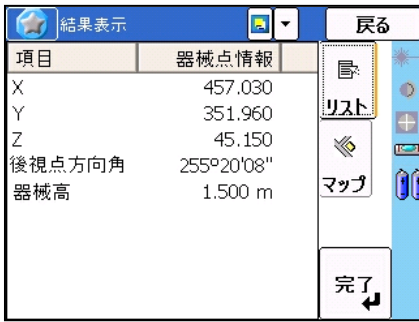 結果表示
戻る
項目 器械点情報
X 457.030
Y 351.960
Z 45.150
後視点方向角 255º20'08"
器械高 1.500 m
リスト
マップ
完了